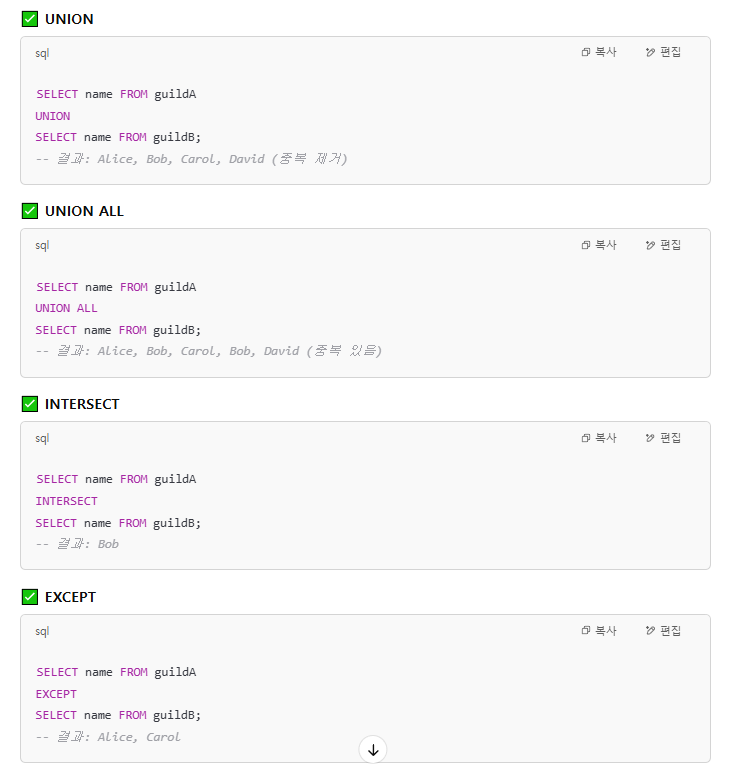 ✅ UNION
sql 복사 편집
SELECT name FROM guildA
UNION
SELECT name FROM guildB;
-- 결과: Alice, Bob, Carol, David (중복 제거)
✅ UNION ALL
sql 복사 편집
SELECT name FROM guildA
UNION ALL
SELECT name FROM guildB;
-- 결과: Alice, Bob, Carol, Bob, David (중복 있음)
✅ INTERSECT
sql 복사 편집
SELECT name FROM guildA
INTERSECT
SELECT name FROM guildB;
-- 결과: Bob
✅ EXCEPT
sql 복사 편집
SELECT name FROM guildA
EXCEPT
SELECT name FROM guildB;
-- 결과: Alice, Carol